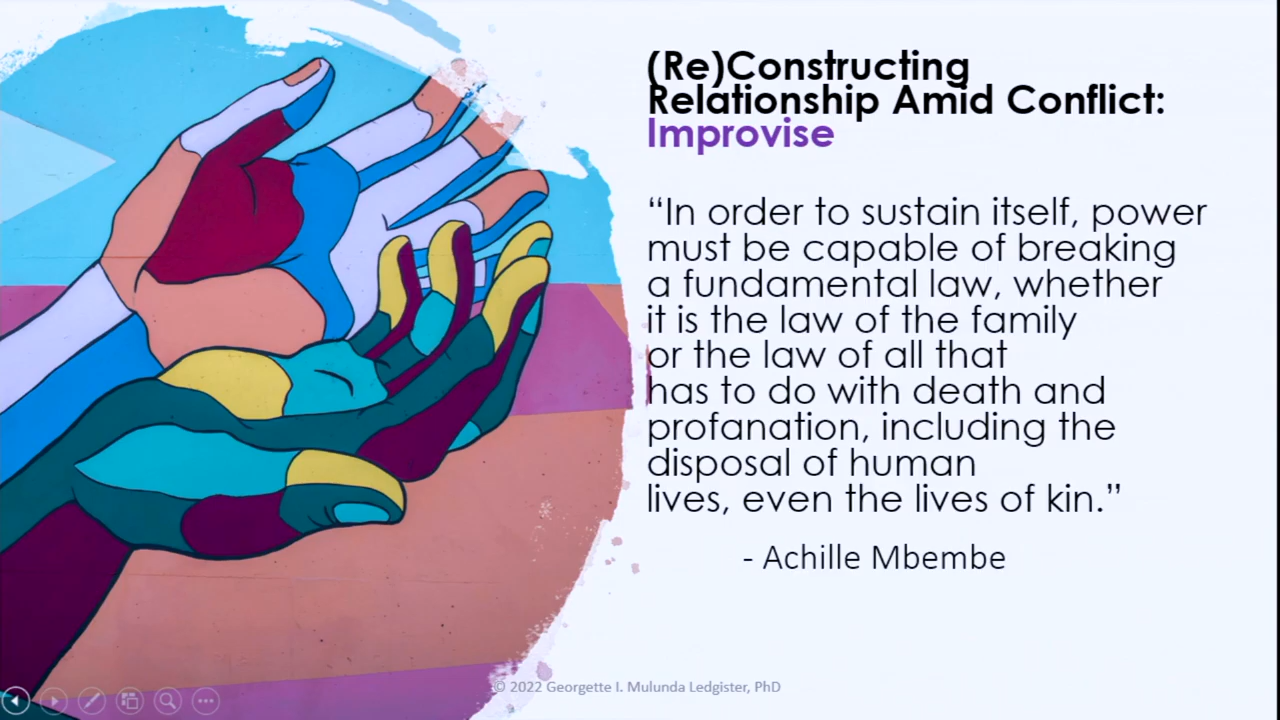 (Re)Constructing
Relationship Amid Conflict:
Improvise
“In order to sustain itself, power
must be capable of breaking
a fundamental law, whether
it is the law of the family
or the law of all that
has to do with death and
profanation, including the
disposal of human
lives, even the lives of kin.”
- Achille Mbembe
© 2022 Georgette I. Mulunda Ledgister, PhD